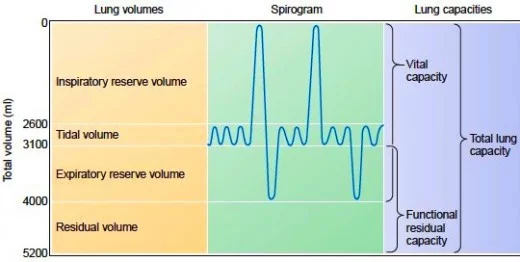 Lung volumes
Spirogram
Lung capacities
Total volume (ml)
0
2600
3100
4000
5200
Inspiratory reserve volume
Tidal volume
Expiratory reserve volume
Residual volume
Vital
capacity
Functional
residual
capacity
Total lung
capacity